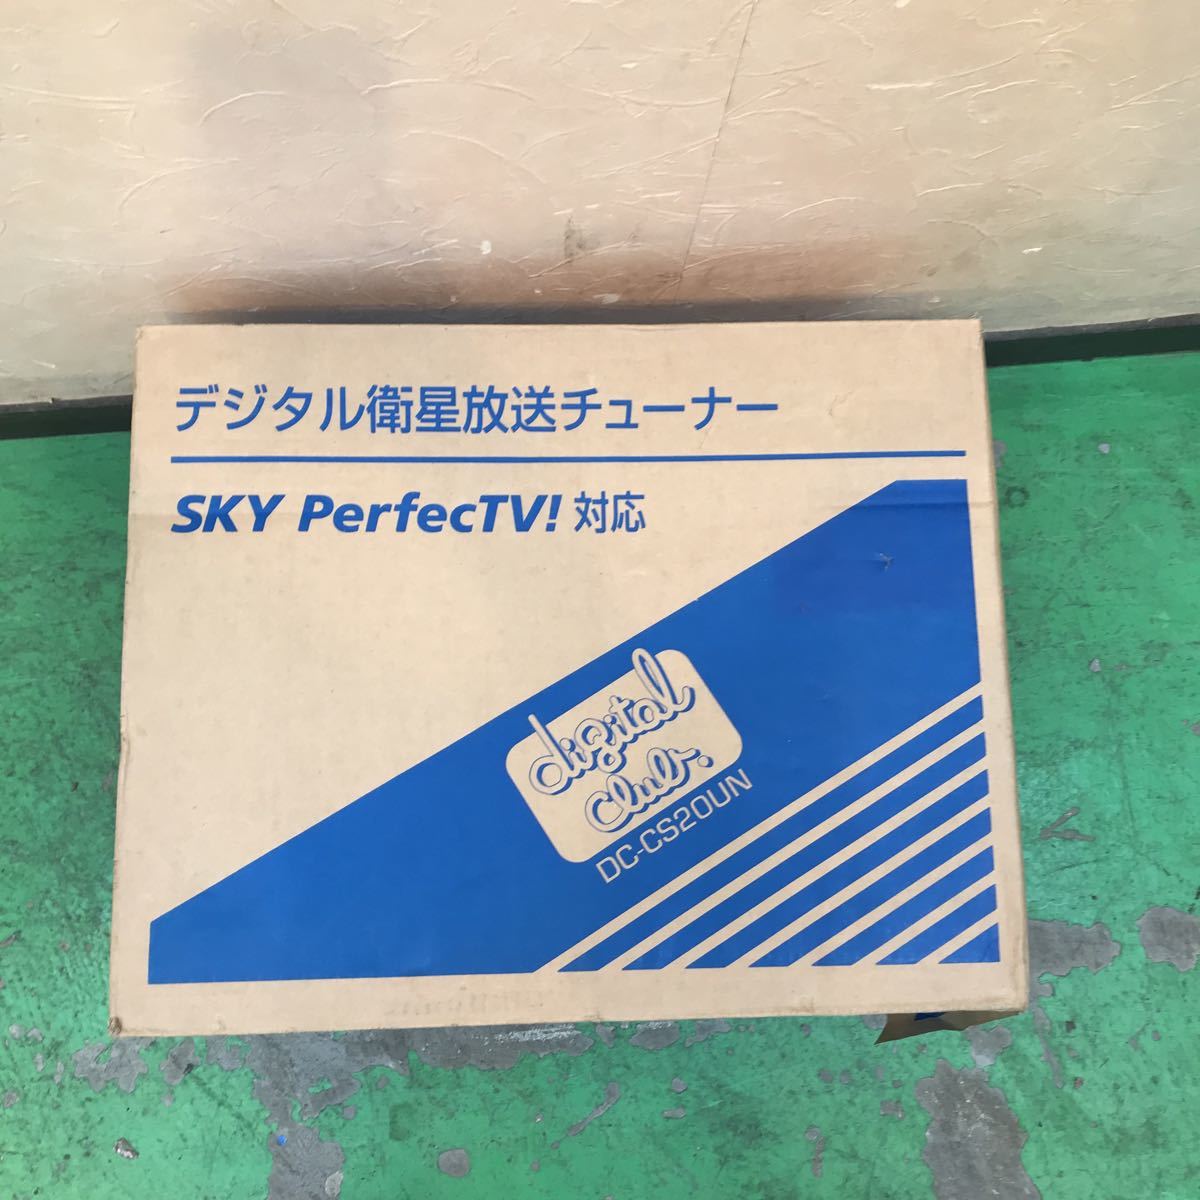 デジタル衛星放送チューナー
SKY PerfecTV! 対応
digital
club.
DC-CS20UN